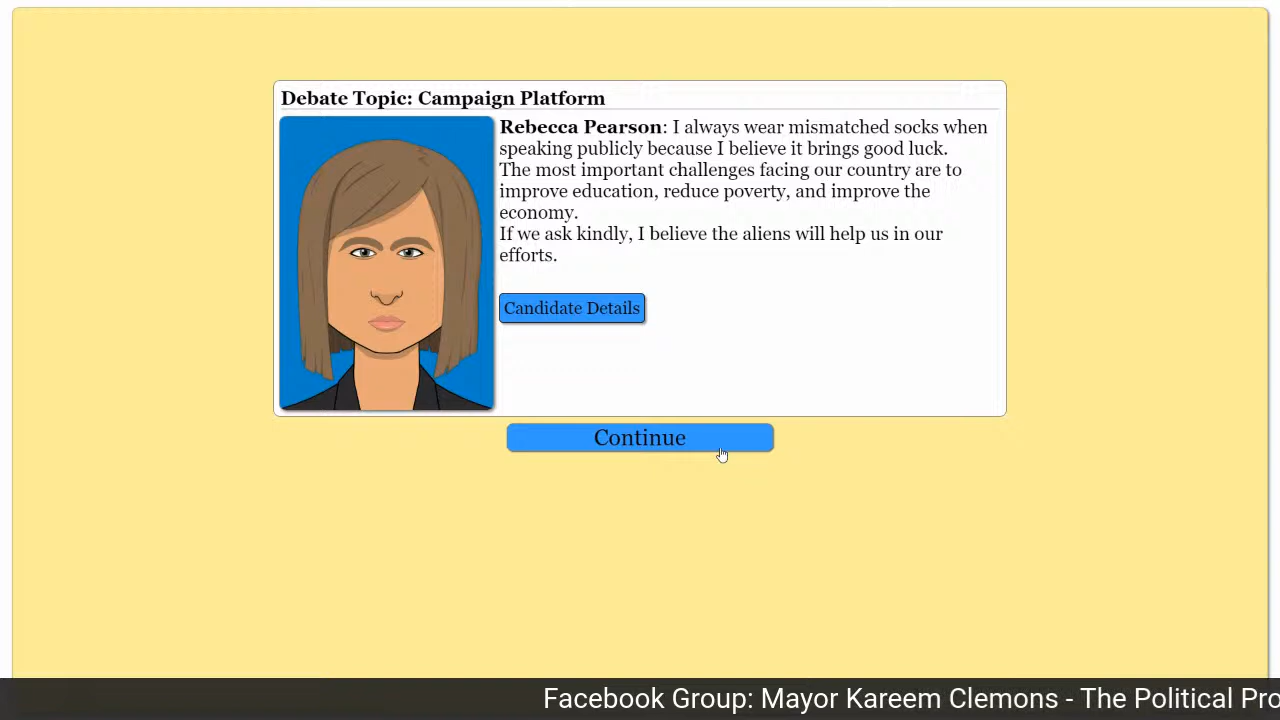 Debate Topic: Campaign Platform
Rebecca Pearson: I always wear mismatched socks when
speaking publicly because I believe it brings good luck.
The most important challenges facing our country are to
improve education, reduce poverty, and improve the
economy.
If we ask kindly, I believe the aliens will help us in our
efforts.
Candidate Details
Continue
Facebook Group: Mayor Kareem Clemons - The Political Pro